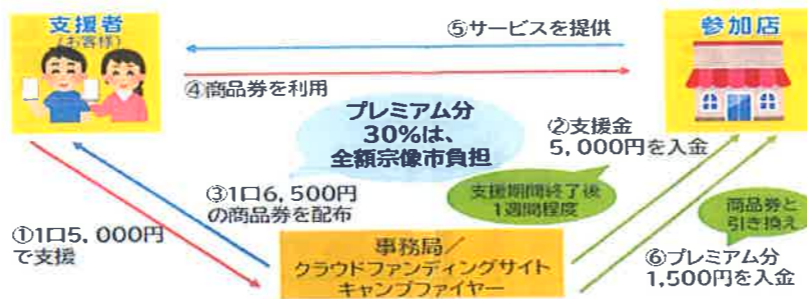 支援者
(お客様)
⑤サービスを提供
参加店
④商品券を利用
プレミアム分
30%は、
全額宗像市負担
②支援金
5,000円を入金
③1口6,500円
の商品券を配布
支援期間終了後
1週間程度
商品券と
引き換え
①1口5,000円
で支援
事務局/
クラウドファンディングサイト
キャンプファイヤー
⑥プレミアム分
1,500円を入金